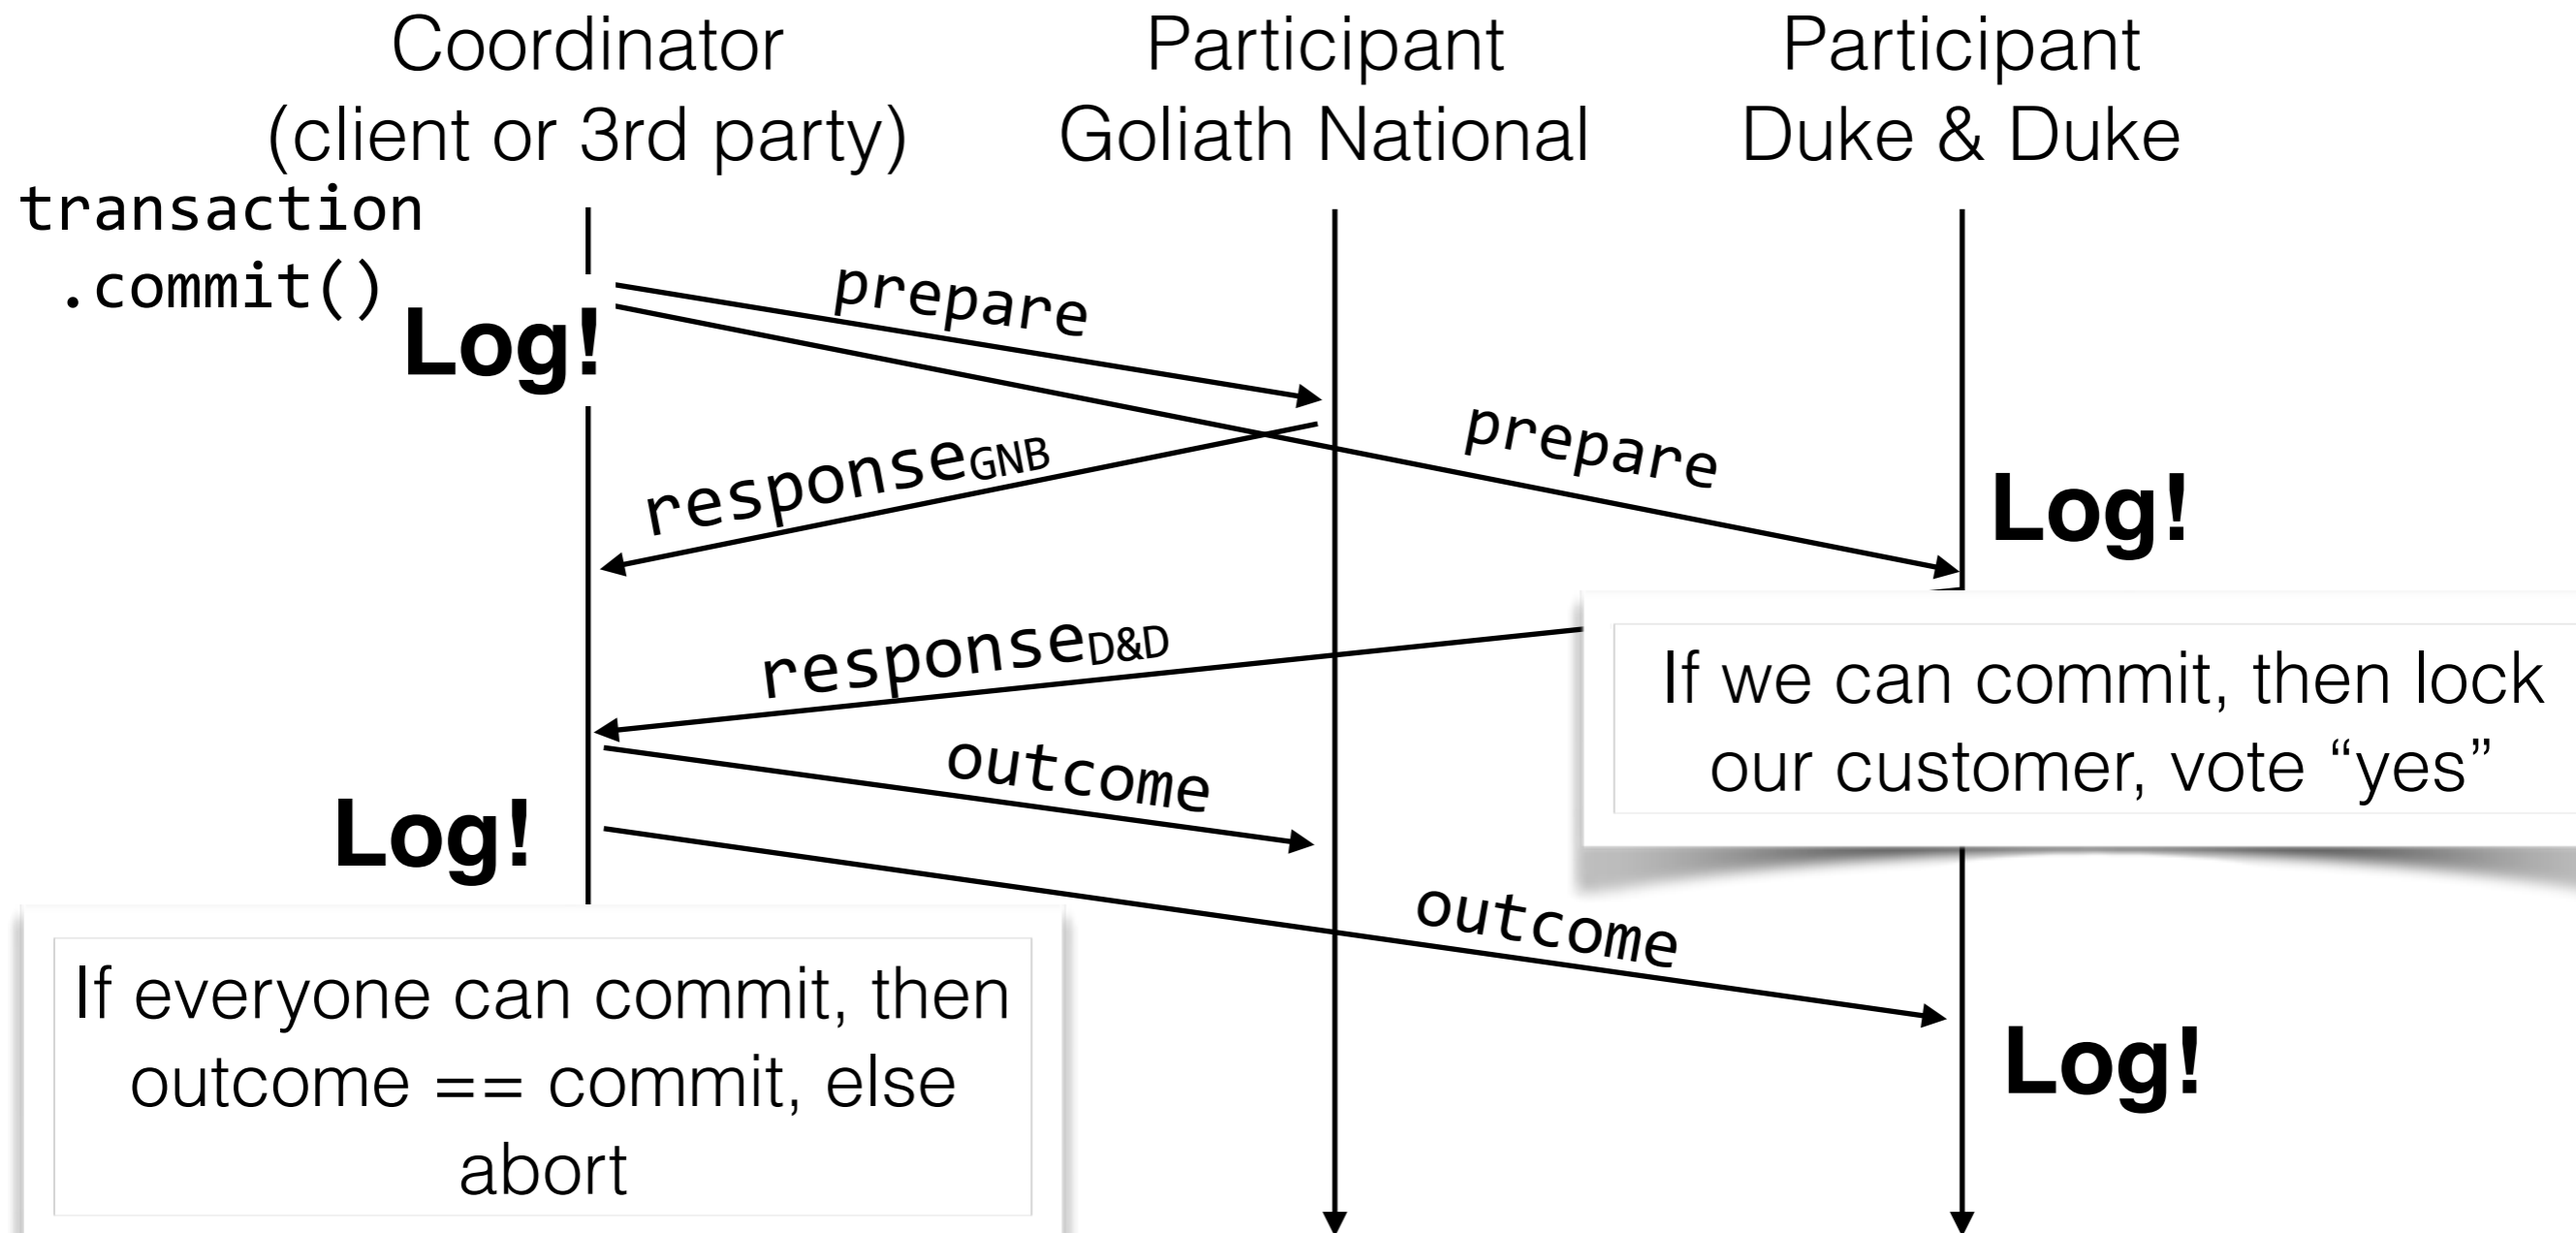 Coordinator
(client or 3rd party)
Participant
Goliath National
Participant
Duke & Duke
transaction
.commit()
Log!
prepare
prepare
responseGNB
Log!
responseD&D
If we can commit, then lock
our customer, vote “yes”
outcome
Log!
outcome
If everyone can commit, then
outcome == commit, else
abort
Log!